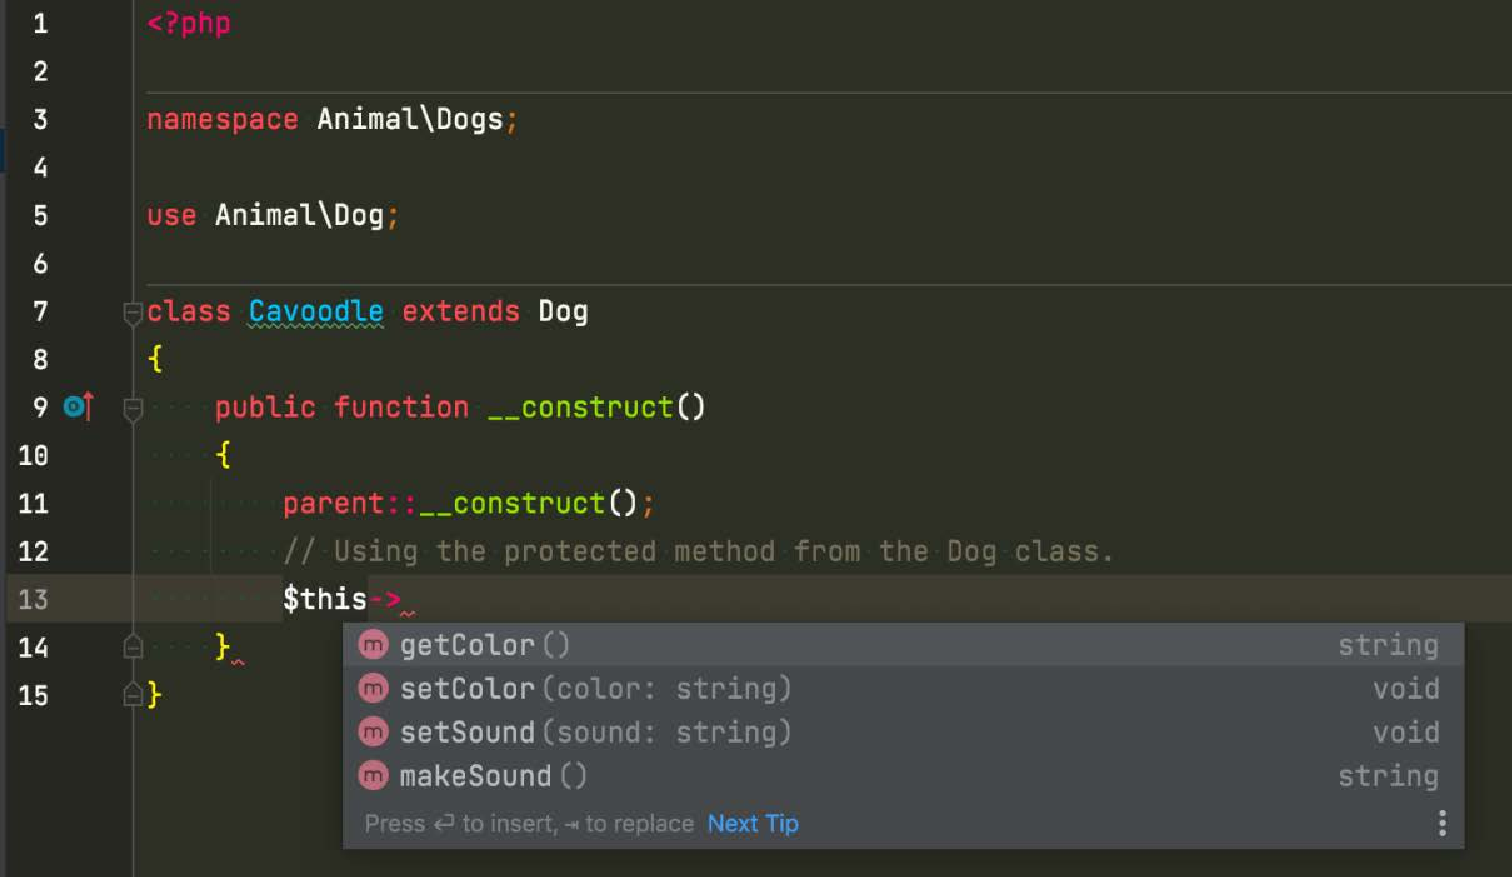 1 <?php
2
3 namespace Animal\Dogs;
4
5 use Animal\Dog;
6
7 class Cavoodle extends Dog
8 {
9 public function __construct()
10 {
11 parent::__construct();
12 // Using the protected method from the Dog class.
13 $this->
14 }
15 }
m getColor() string
m setColor(color: string) void
m setSound(sound: string) void
m makeSound() string
Press ↵ to insert, ⇥ to replace Next Tip